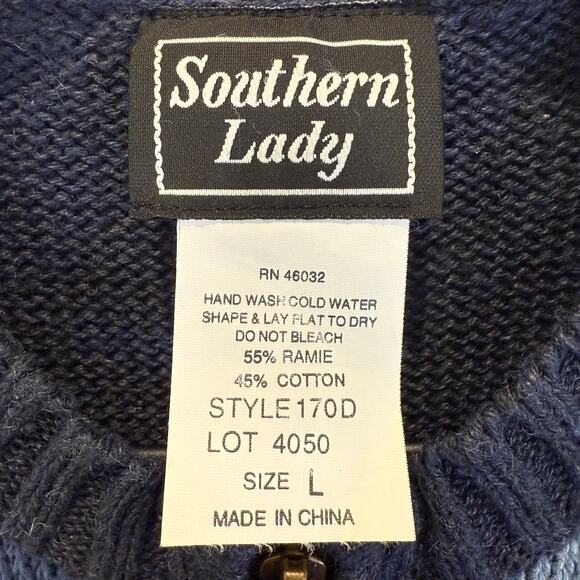 Southern
Lady
RN 46032
HAND WASH COLD WATER
SHAPE & LAY FLAT TO DRY
DO NOT BLEACH
55% RAMIE
45% COTTON
STYLE 170D
LOT 4050
SIZE L
MADE IN CHINA